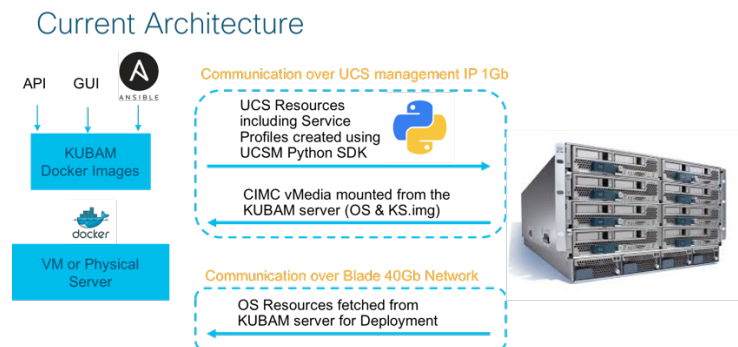 Current Architecture
API
GUI
A
ANSIBLE
Communication over UCS management IP 1Gb
UCS Resources
including Service
Profiles created using
UCSM Python SDK
KUBAM
Docker Images
CIMC vMedia mounted from the
KUBAM server (OS & KS.img)
docker
VM or Physical
Server
Communication over Blade 40Gb Network
OS Resources fetched from
KUBAM server for Deployment